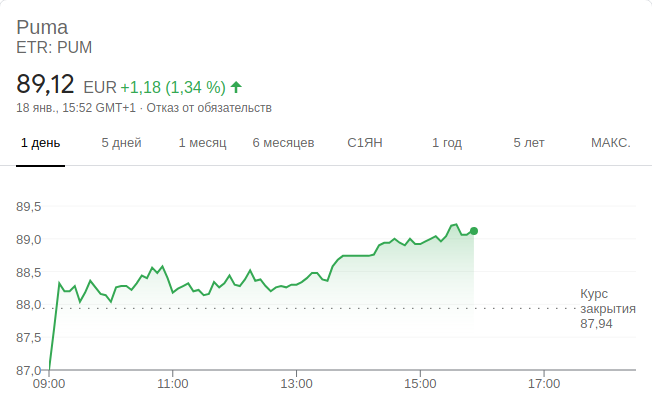 Puma
ETR: PUM
89,12 EUR +1,18 (1,34 %)
18 янв., 15:52 GMT+1 · Отказ от обязательств
1 день 5 дней 1 месяц 6 месяцев С1ЯН 1 год 5 лет МАКС.
89,5
89,0
88,5
88,0
87,5
87,0
Курс
закрытия
87,94
09:00 11:00 13:00 15:00 17:00